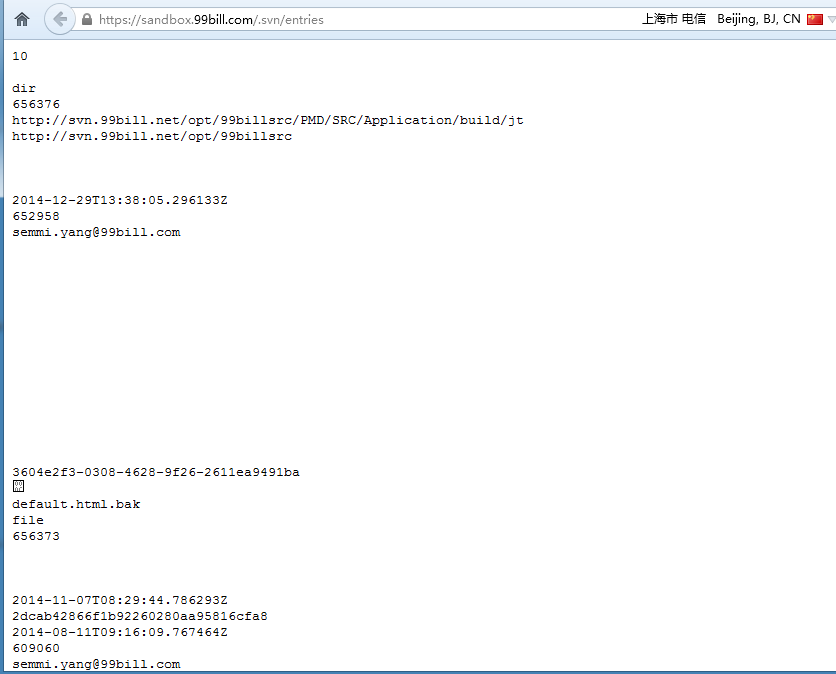 https://sandbox.99bill.com/.svn/entries 上海市 电信 Beijing, BJ, CN
10
dir
656376
http://svn.99bill.net/opt/99billsrc/PMD/SRC/Application/build/jt
http://svn.99bill.net/opt/99billsrc
2014-12-29T13:38:05.296133Z
652958
semmi.yang@99bill.com
3604e2f3-0308-4628-9f26-2611ea9491ba
default.html.bak
file
656373
2014-11-07T08:29:44.786293Z
2dcab42866f1b92260280aa95816cfa8
2014-08-11T09:16:09.767464Z
609060
semmi.yang@99bill.com